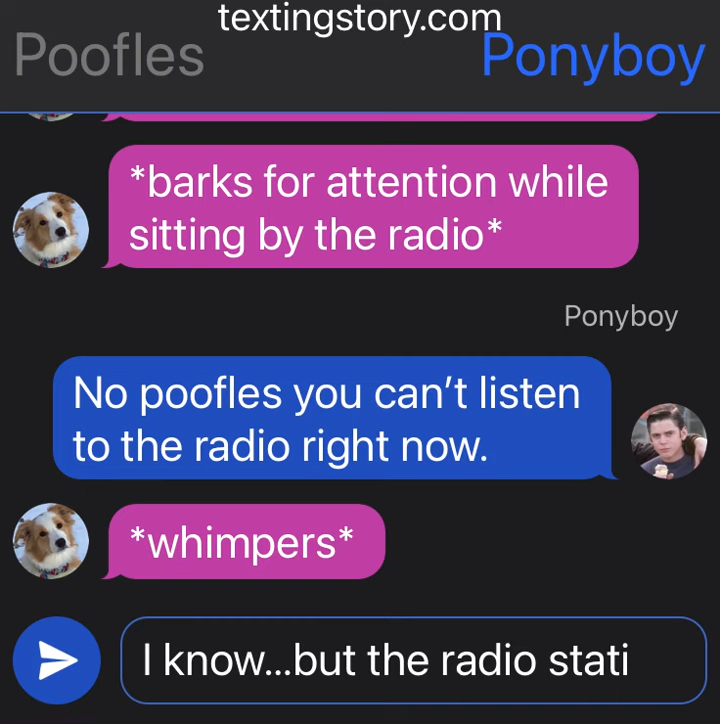 textingstory.com
Poofles
Ponyboy
*barks for attention while
sitting by the radio*
Ponyboy
No poofles you can’t listen
to the radio right now.
*whimpers*
I know...but the radio stati